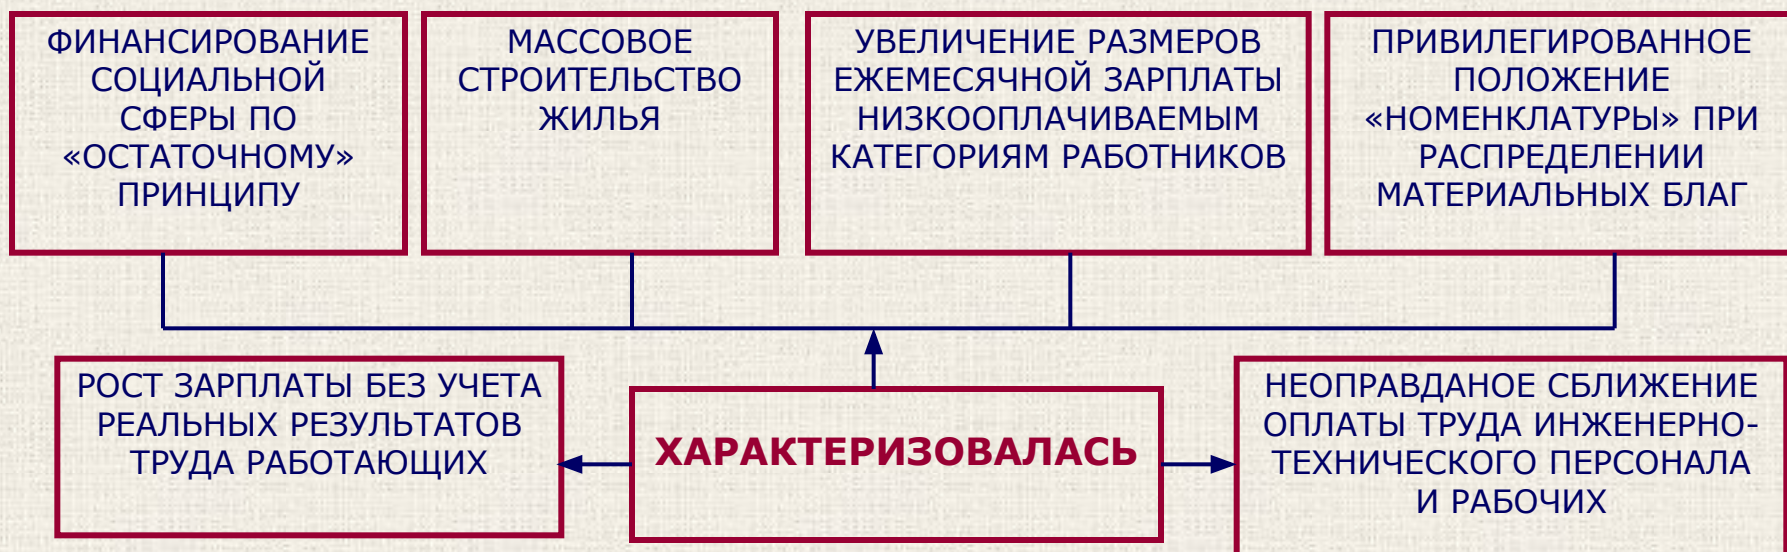 ФИНАНСИРОВАНИЕ
СОЦИАЛЬНОЙ
СФЕРЫ ПО
«ОСТАТОЧНОМУ»
ПРИНЦИПУ
МАССОВОЕ
СТРОИТЕЛЬСТВО
ЖИЛЬЯ
УВЕЛИЧЕНИЕ РАЗМЕРОВ
ЕЖЕМЕСЯЧНОЙ ЗАРПЛАТЫ
НИЗКООПЛАЧИВАЕМЫМ
КАТЕГОРИЯМ РАБОТНИКОВ
ПРИВИЛЕГИРОВАННОЕ
ПОЛОЖЕНИЕ
«НОМЕНКЛАТУРЫ» ПРИ
РАСПРЕДЕЛЕНИИ
МАТЕРИАЛЬНЫХ БЛАГ
РОСТ ЗАРПЛАТЫ БЕЗ УЧЕТА
РЕАЛЬНЫХ РЕЗУЛЬТАТОВ
ТРУДА РАБОТАЮЩИХ
ХАРАКТЕРИЗОВАЛАСЬ
НЕОПРАВДАНОЕ СБЛИЖЕНИЕ
ОПЛАТЫ ТРУДА ИНЖЕНЕРНО-
ТЕХНИЧЕСКОГО ПЕРСОНАЛА
И РАБОЧИХ